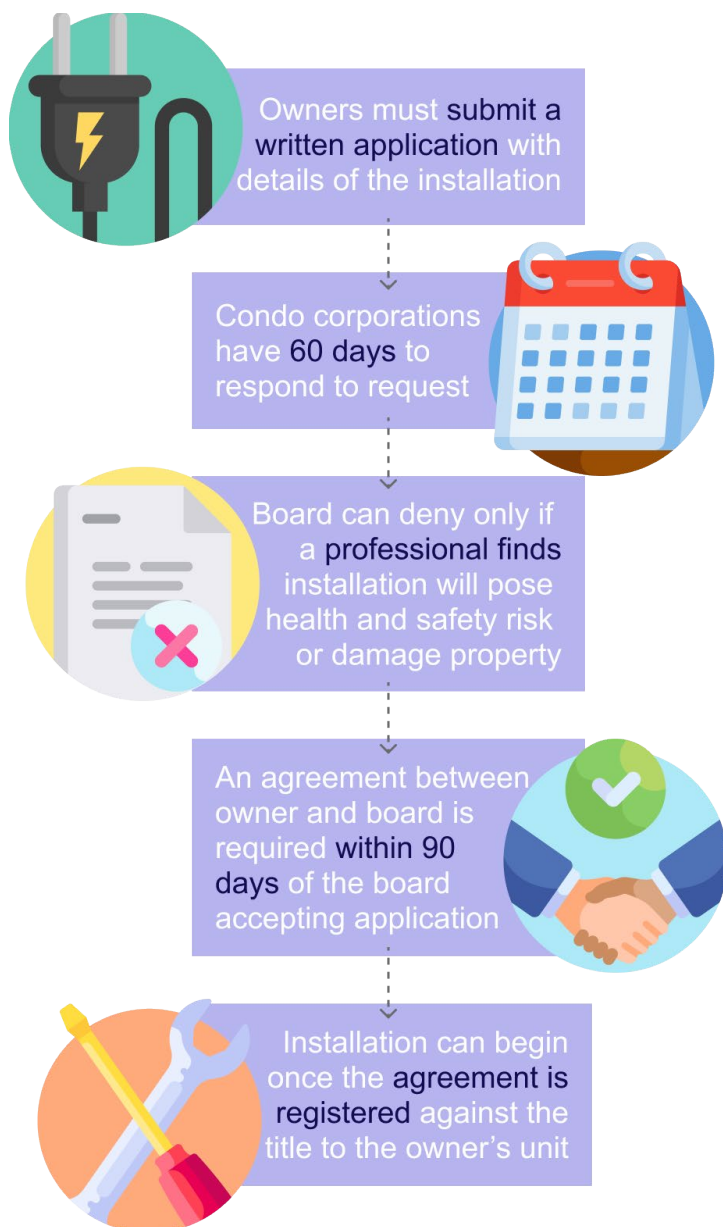 Owners must submit a
written application with
details of the installation
Condo corporations
have 60 days to
respond to request
Board can deny only if
a professional finds
installation will pose
health and safety risk
or damage property
An agreement between
owner and board is
required within 90
days of the board
accepting application
Installation can begin
once the agreement is
registered against the
title to the owner’s unit